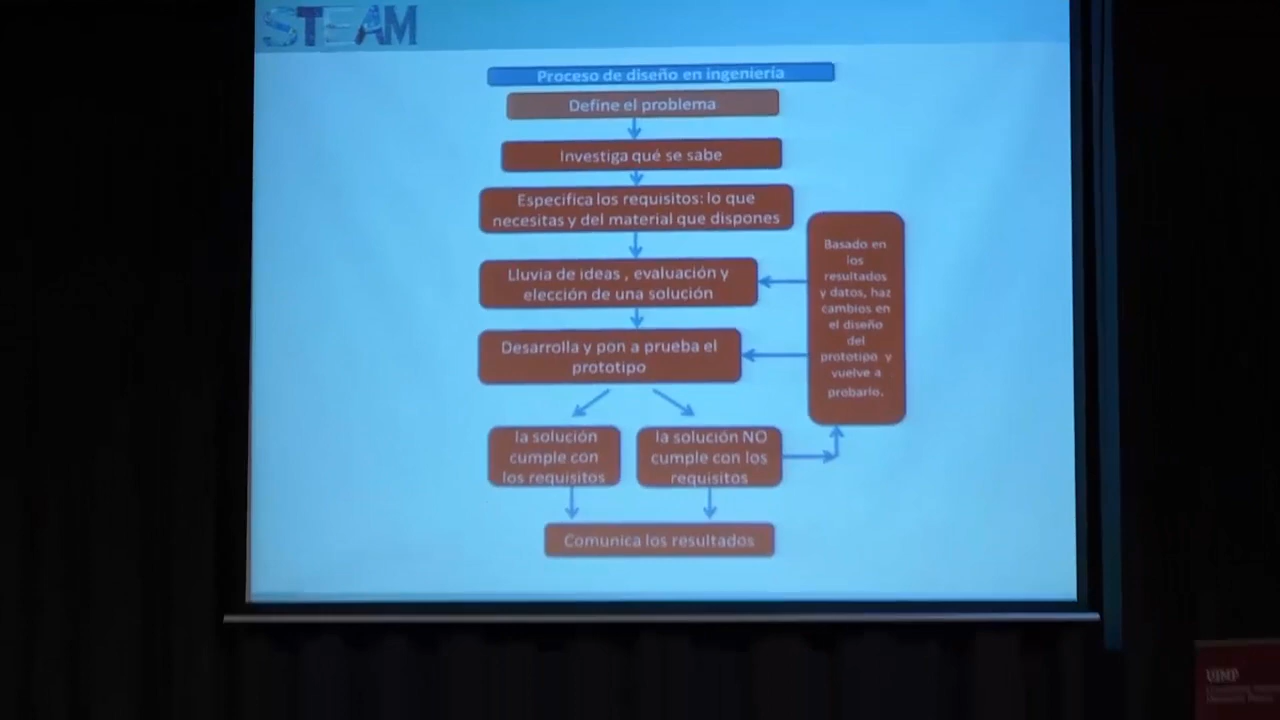 STEAM
Proceso de diseño en ingeniería
Define el problema
Investiga qué se sabe
Especifica los requisitos: lo que
necesitas y del material que dispones
Lluvia de ideas , evaluación y
elección de una solución
Desarrolla y pon a prueba el
prototipo
Basado en
los
resultados
y datos, haz
cambios en
el diseño
del
prototipo y
vuelve a
probarlo.
la solución
cumple con
los requisitos
la solución NO
cumple con los
requisitos
Comunica los resultados
UIMP